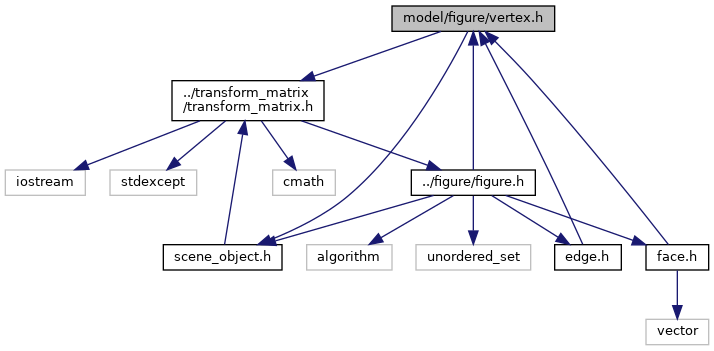 model/figure/vertex.h
../transform_matrix
/transform_matrix.h
iostream
stdexcept
cmath
../figure/figure.h
scene_object.h
algorithm
unordered_set
edge.h
face.h
vector